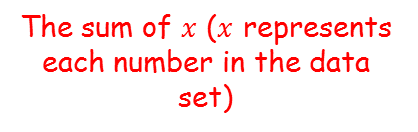 The sum of x (x represents
each number in the data
set)